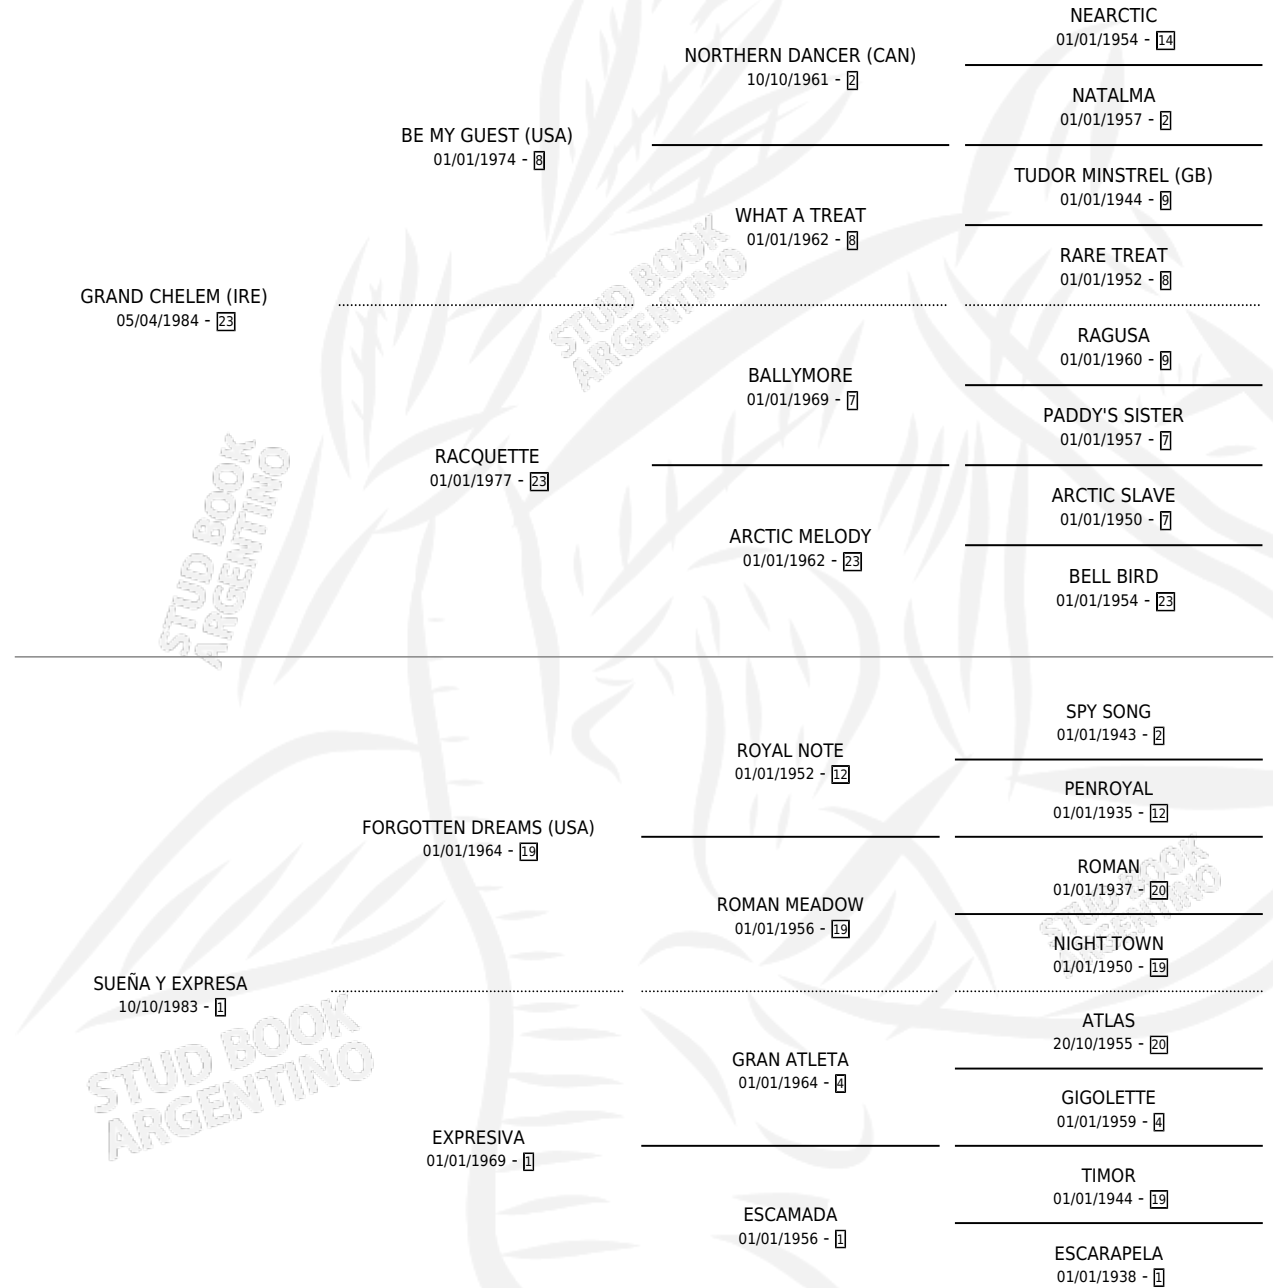 NEARCTIC
01/01/1954 - 14
NORTHERN DANCER (CAN)
10/10/1961 - 2
NATALMA
01/01/1957 - 2
BE MY GUEST (USA)
01/01/1974 - 8
TUDOR MINSTREL (GB)
01/01/1944 - 9
WHAT A TREAT
01/01/1962 - 8
RARE TREAT
01/01/1952 - 8
GRAND CHELEM (IRE)
05/04/1984 - 23
STUD BOOK
ARGENTINO
RAGUSA
01/01/1960 - 9
BALLYMORE
01/01/1969 - 7
PADDY'S SISTER
01/01/1957 - 7
RACQUETTE
01/01/1977 - 23
ARCTIC SLAVE
01/01/1950 - 7
ARCTIC MELODY
01/01/1962 - 23
BELL BIRD
01/01/1954 - 23
STUD BOOK
ARGENTINO
SPY SONG
01/01/1943 - 2
ROYAL NOTE
01/01/1952 - 12
PENROYAL
01/01/1935 - 12
FORGOTTEN DREAMS (USA)
01/01/1964 - 19
ROMAN
01/01/1937 - 20
ROMAN MEADOW
01/01/1956 - 19
STUD BOOK
ARGENTINO
NIGHT TOWN
01/01/1950 - 19
SUEÑA Y EXPRESA
10/10/1983 - 1
ATLAS
20/10/1955 - 20
GRAN ATLETA
01/01/1964 - 4
STUD BOOK
ARGENTINO
GIGOLETTE
01/01/1959 - 4
EXPRESIVA
01/01/1969 - 1
TIMOR
01/01/1944 - 19
ESCAMADA
01/01/1956 - 1
ESCARAPELA
01/01/1938 - 1